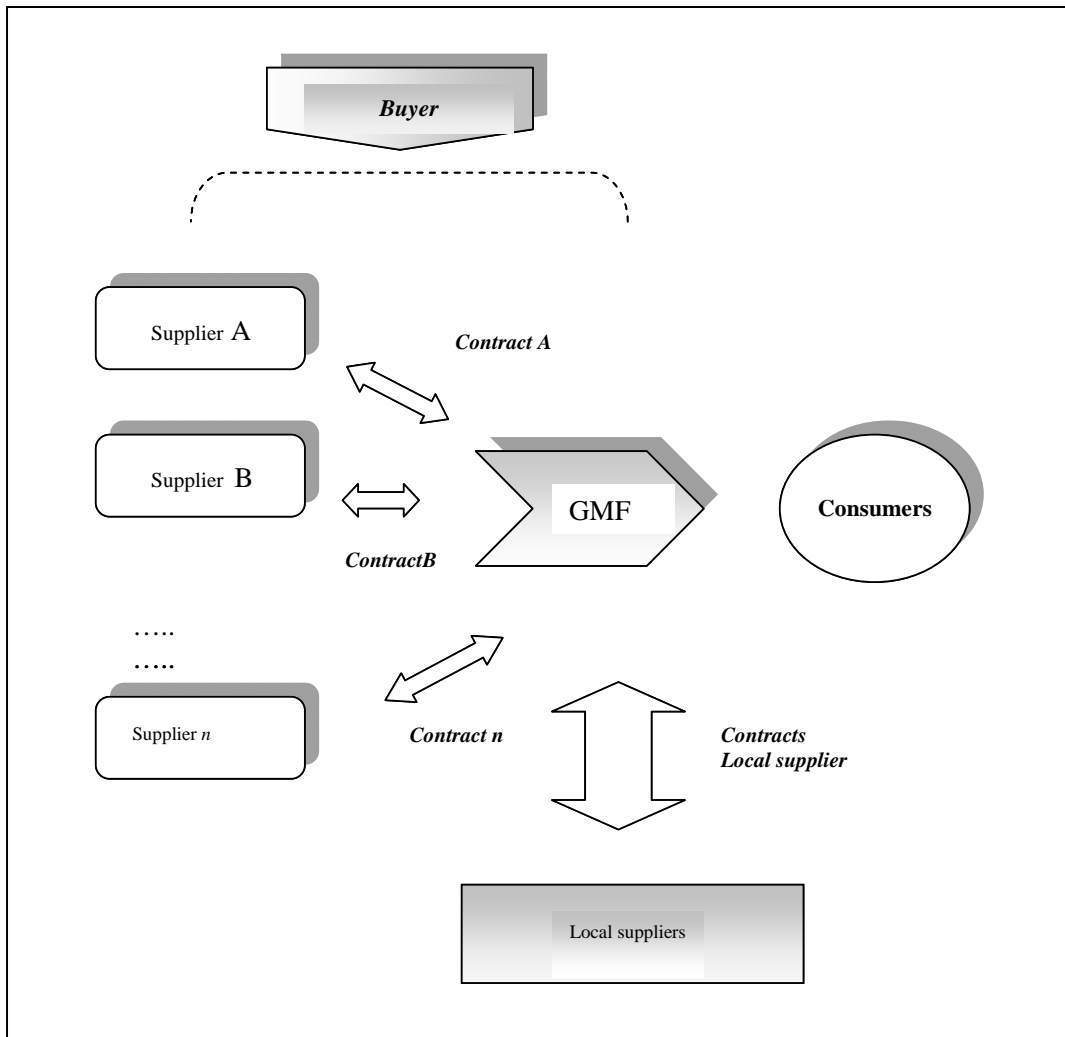 Buyer
Supplier A
Contract A
Supplier B
GMF
Consumers
ContractB
…..
…..
Supplier n
Contract n
Contracts
Local supplier
Local suppliers